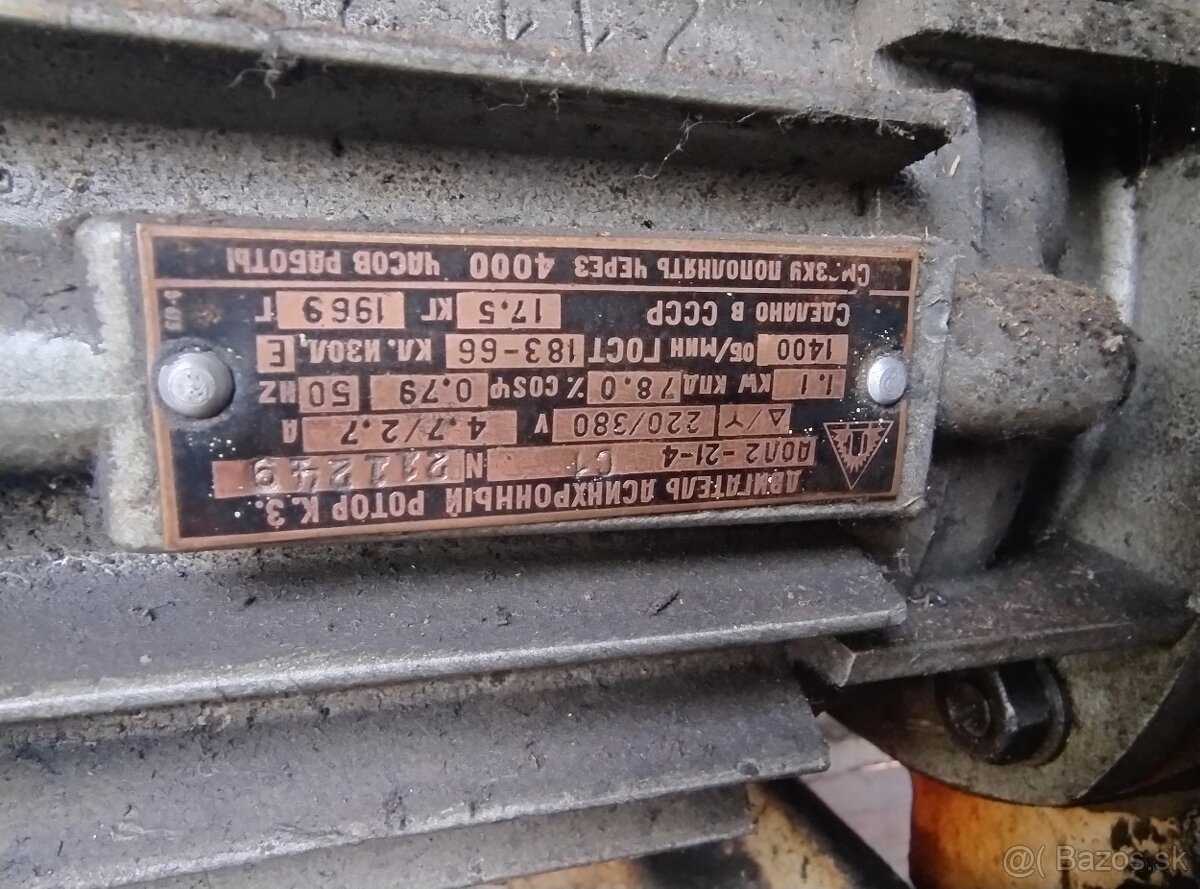 ДВИГАТЕЛЬ АСИНХРОННЫЙ РОТОР К.З.
АОЛ2-21-4 С1 N 211249
Δ/Y 220/380 V 4.7/2.7 А
1.1 KW КПД 78.0 % COSφ 0.79 50 HZ
1400 ОБ/МИН ГОСТ 183-66 КЛ. ИЗОЛ. Е
СДЕЛАНО В СССР 17.5 КГ 1969 Г
СМАЗКУ ПОПОЛНЯТЬ ЧЕРЕЗ 4000 ЧАСОВ РАБОТЫ
@( Bazos.sk